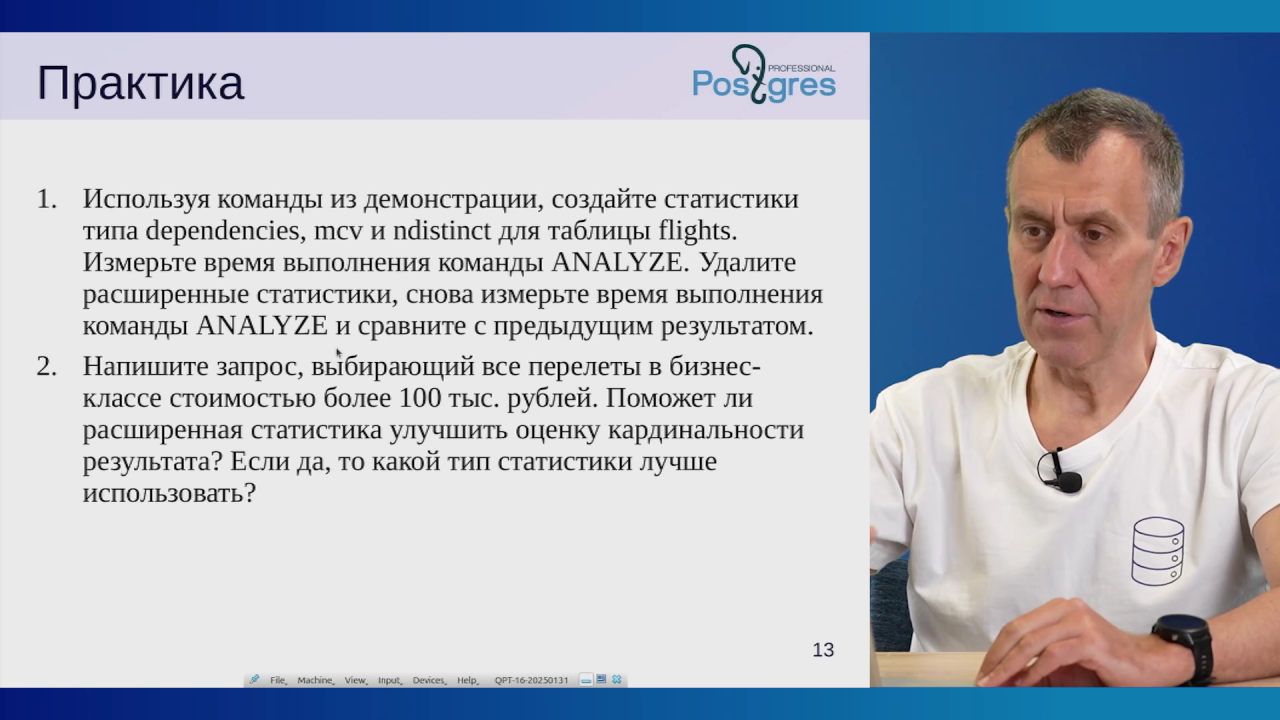 Практика
PROFESSIONAL
Postgres
1. Используя команды из демонстрации, создайте статистики
типа dependencies, mcv и ndistinct для таблицы flights.
Измерьте время выполнения команды ANALYZE. Удалите
расширенные статистики, снова измерьте время выполнения
команды ANALYZE и сравните с предыдущим результатом.
2. Напишите запрос, выбирающий все перелеты в бизнес-
классе стоимостью более 100 тыс. рублей. Поможет ли
расширенная статистика улучшить оценку кардинальности
результата? Если да, то какой тип статистики лучше
использовать?
13
File Machine View Input Devices Help QPT-16-20250131